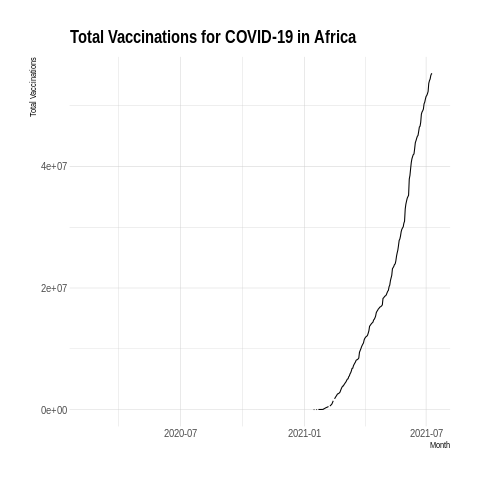 Total Vaccinations for COVID-19 in Africa
Total Vaccinations
4e+07
2e+07
0e+00
2020-07
2021-01
2021-07
Month